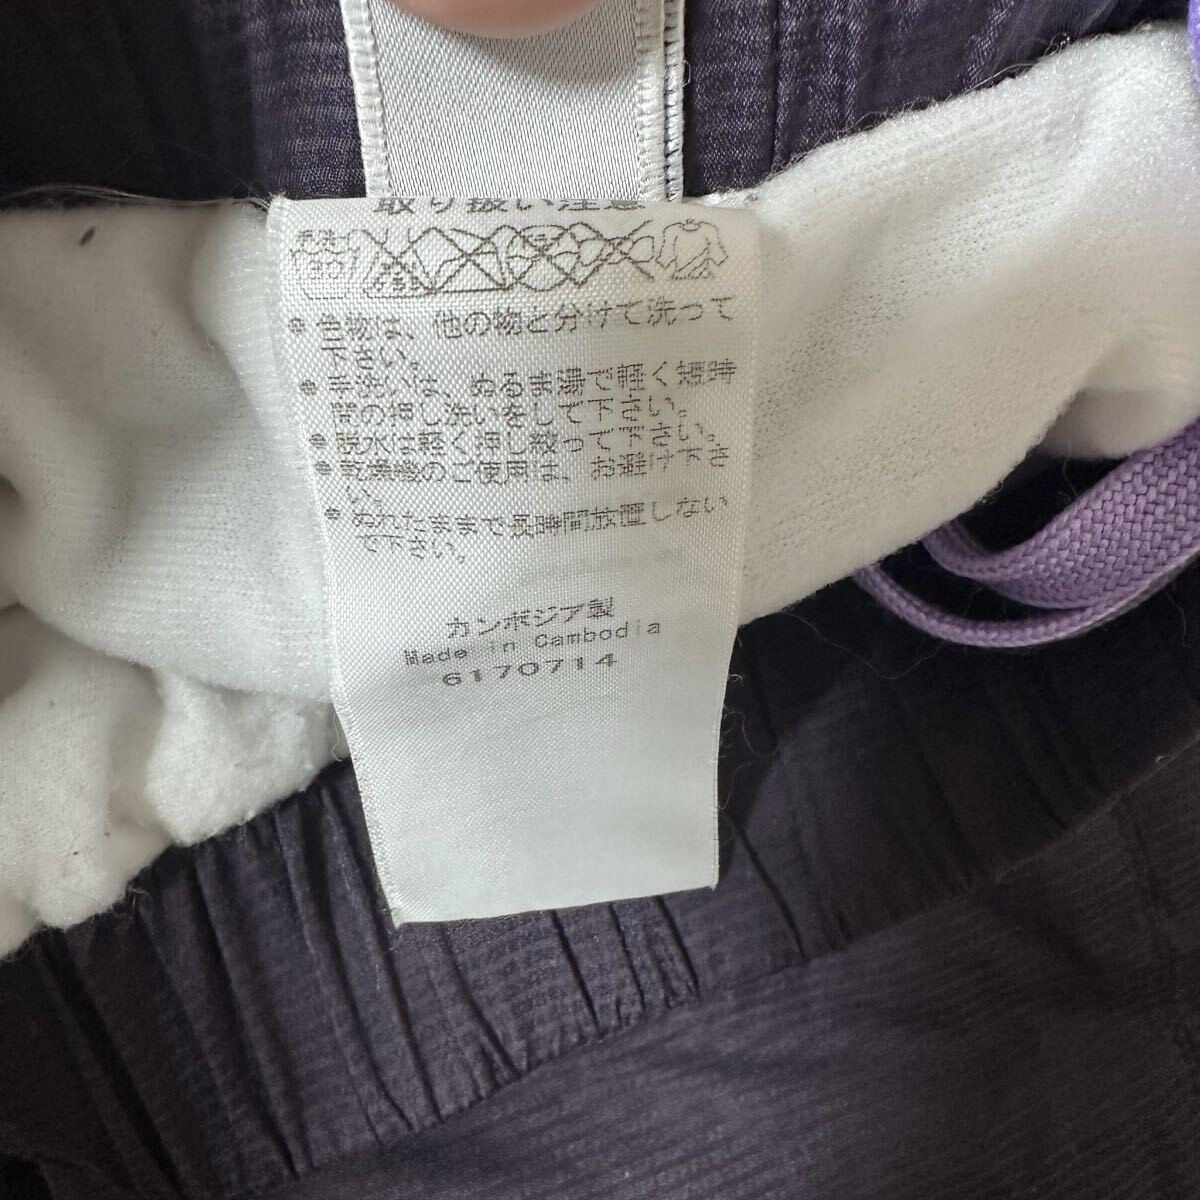 取り扱い注意
手洗イ
30
● 色物は、他の物と分けて洗って
下さい。
● 手洗いは、ぬるま湯で軽く短時
間の押し洗いをして下さい。
● 脱水は軽く押し絞って下さい。
● 乾燥機のご使用は、お避け下さ
い。
● ぬれたままで長時間放置しない
で下さい。
カンボジア製
Made in Cambodia
6170714